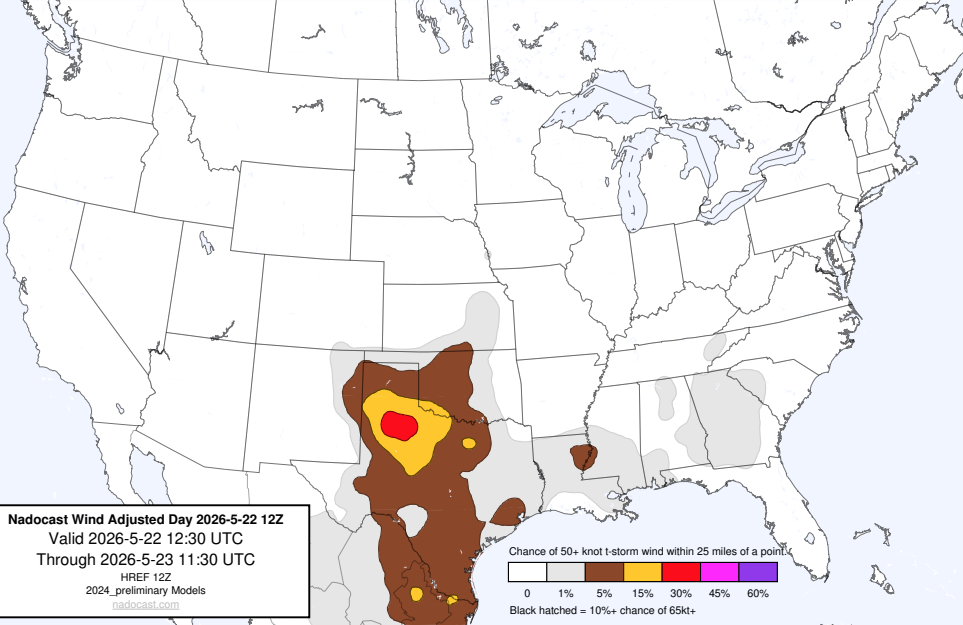 Nadocast Wind Adjusted Day 2026-5-22 12Z
Valid 2026-5-22 12:30 UTC
Through 2026-5-23 11:30 UTC
HREF 12Z
2024_preliminary Models
nadocast.com
Chance of 50+ knot t-storm wind within 25 miles of a point.
0 1% 5% 15% 30% 45% 60%
Black hatched = 10%+ chance of 65kt+